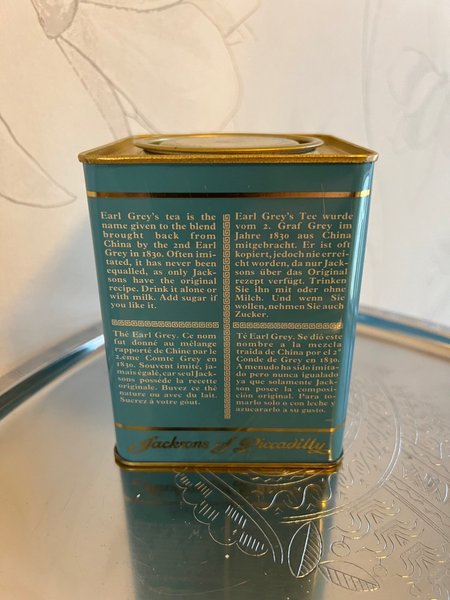 Earl Grey's tea is the
name given to the blend
brought back from
China by the 2nd Earl
Grey in 1830. Often imi-
tated, it has never been
equalled, as only Jack-
sons have the original
recipe. Drink it alone or
with milk. Add sugar if
you like it.
Earl Grey's Tee wurde
vom 2. Graf Grey im
Jahre 1830 aus China
mitgebracht. Er ist oft
kopiert, jedoch nie errei-
cht worden, da nur Jack-
sons über das Original
rezept verfügt. Trinken
Sie ihn mit oder ohne
Milch. Und wenn Sie
wollen, nehmen Sie auch
Zucker.
Thé Earl Grey. Ce nom
fut donné au mélange
rapporté de Chine par le
2.éme Comte Grey en
1830. Souvent imité, ja-
mais égalé, car seul Jack-
sons posséde la recette
originale. Buvez ce thé
nature ou avec du lait.
Sucrez à votre goût.
Té Earl Grey. Se dió este
nombre a la mezcla
traida de China por el 2º
Conde de Grey en 1830.
A menudo ha sido imita-
do pero nunca igualado
ya que solamente Jack-
son posee la composi-
ción original. Para to-
marlo solo o con leche y
azucararlo a su gusto.
Jacksons of Piccadilly